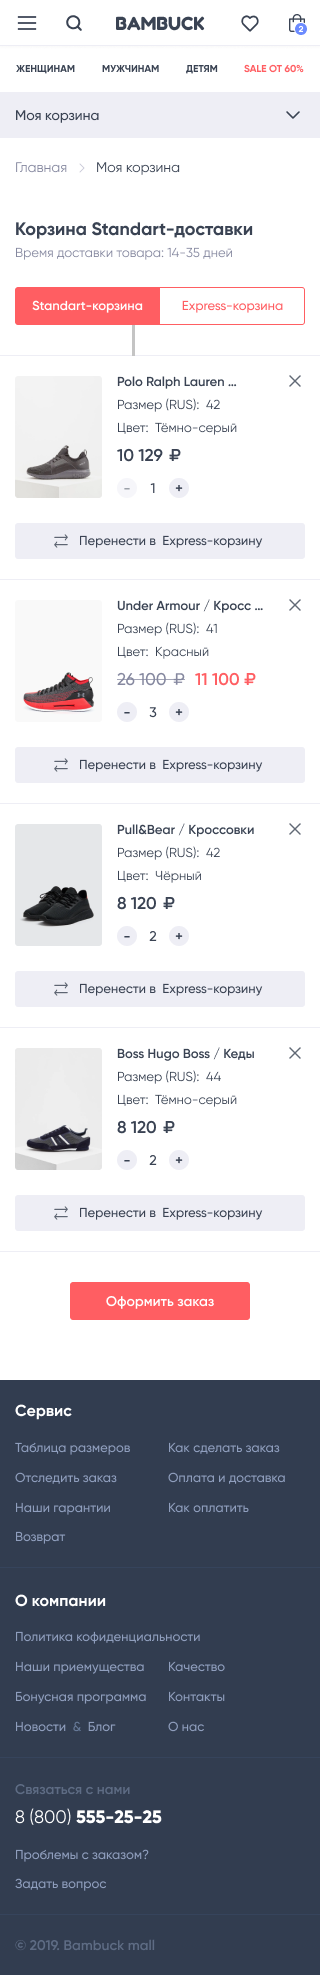 BAMBUCK
2
ЖЕНЩИНАМ МУЖЧИНАМ ДЕТЯМ SALE ОТ 60%
Моя корзина
Главная Моя корзина
Корзина Standart-доставки
Время доставки товара: 14-35 дней
Standart-корзина Express-корзина
Polo Ralph Lauren ...
Размер (RUS): 42
Цвет: Тёмно-серый
10 129 ₽
- 1 +
Перенести в Express-корзину
Under Armour / Кросс ...
Размер (RUS): 41
Цвет: Красный
26 100 ₽ 11 100 ₽
- 3 +
Перенести в Express-корзину
Pull&Bear / Кроссовки
Размер (RUS): 42
Цвет: Чёрный
8 120 ₽
- 2 +
Перенести в Express-корзину
Boss Hugo Boss / Кеды
Размер (RUS): 44
Цвет: Тёмно-серый
8 120 ₽
- 2 +
Перенести в Express-корзину
Оформить заказ
Сервис
Таблица размеров Как сделать заказ
Отследить заказ Оплата и доставка
Наши гарантии Как оплатить
Возврат
О компании
Политика кофиденциальности
Наши приемущества Качество
Бонусная программа Контакты
Новости & Блог О нас
Связаться с нами
8 (800) 555-25-25
Проблемы с заказом?
Задать вопрос
© 2019. Bambuck mall